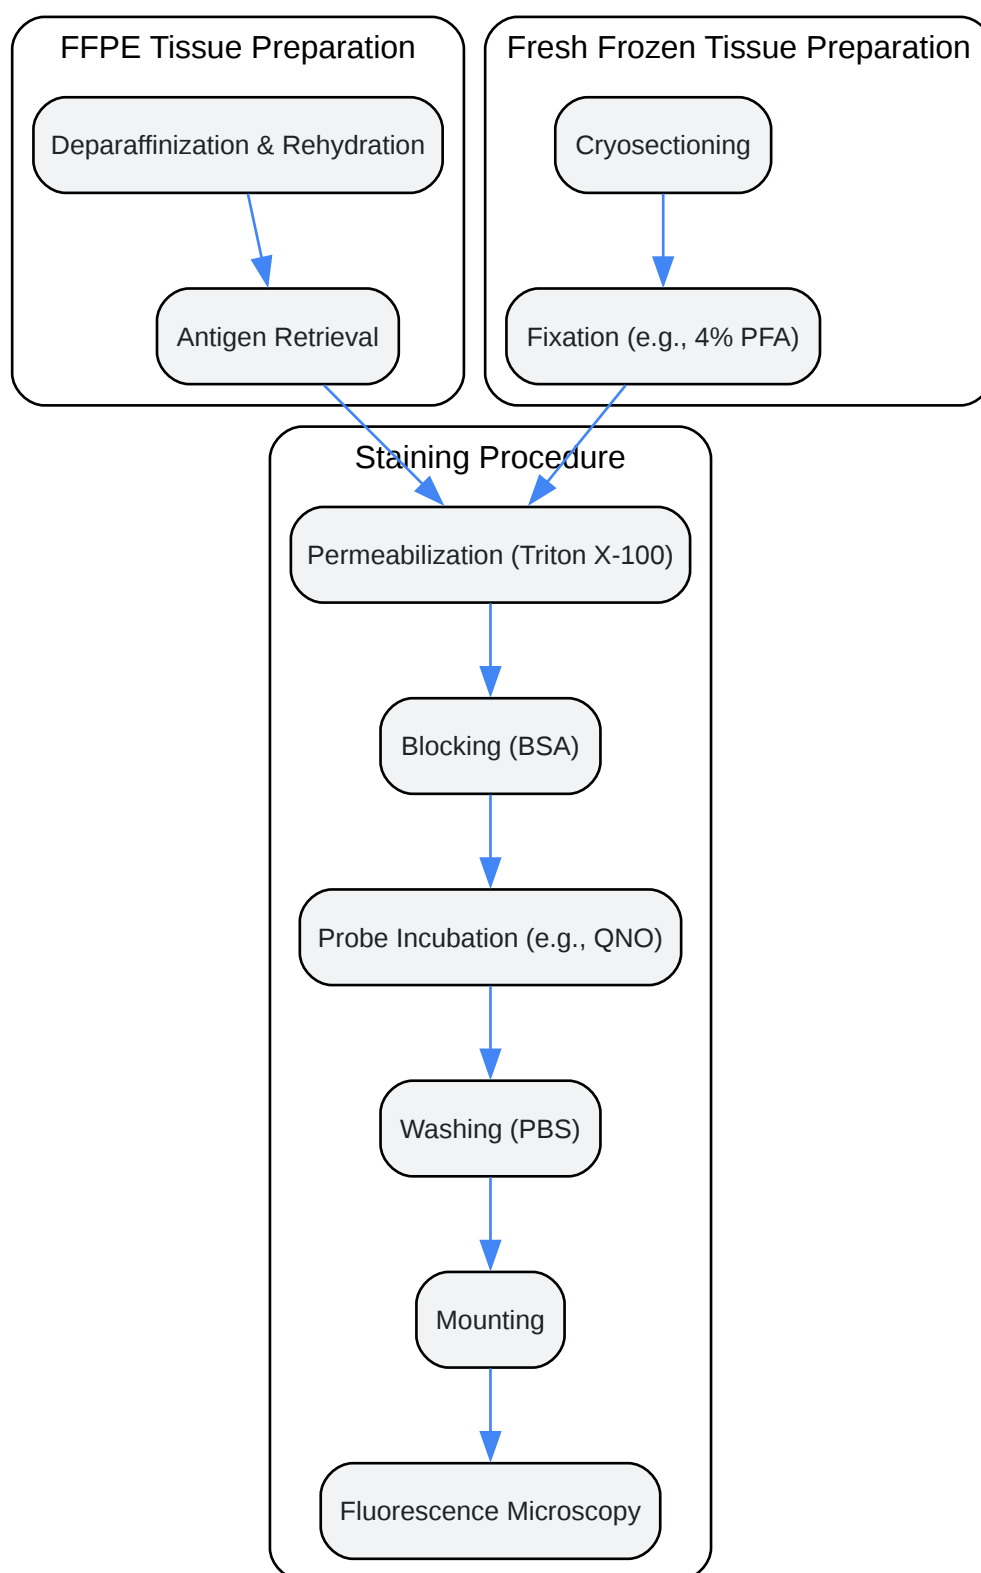 FFPE Tissue Preparation
Deparaffinization & Rehydration
Antigen Retrieval
Fresh Frozen Tissue Preparation
Cryosectioning
Fixation (e.g., 4% PFA)
Staining Procedure
Permeabilization (Triton X-100)
Blocking (BSA)
Probe Incubation (e.g., QNO)
Washing (PBS)
Mounting
Fluorescence Microscopy